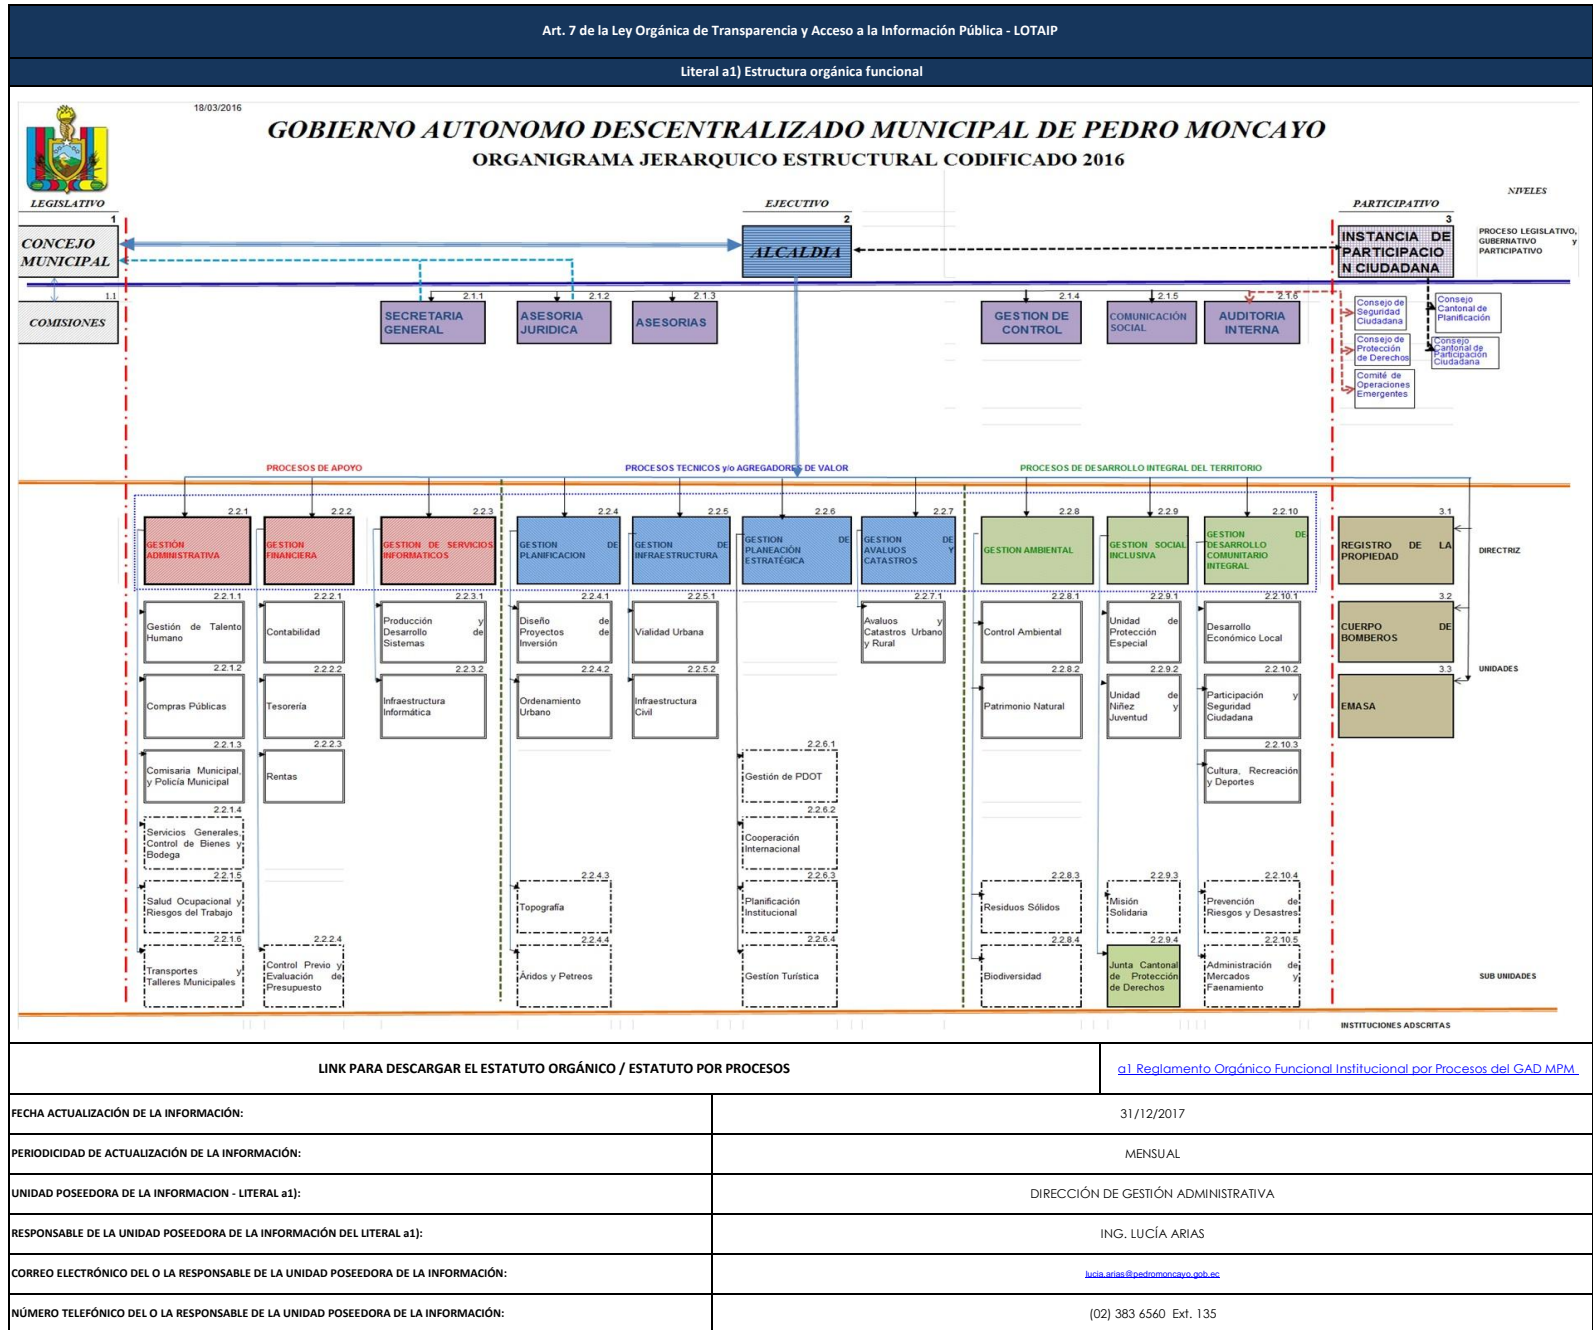 Art. 7 de la Ley Orgánica de Transparencia y Acceso a la Información Pública - LOTAIP
Literal a1) Estructura orgánica funcional
18/03/2016
GOBIERNO AUTONOMO DESCENTRALIZADO MUNICIPAL DE PEDRO MONCAYO
ORGANIGRAMA JERARQUICO ESTRUCTURAL CODIFICADO 2016
NIVELES
LEGISLATIVO
EJECUTIVO
PARTICIPATIVO
1
2
3
CONCEJO
MUNICIPAL
ALCALDIA
INSTANCIA DE
PARTICIPACIO
N CIUDADANA
PROCESO LEGISLATIVO,
GUBERNATIVO y
PARTICIPATIVO
1.1
COMISIONES
2.1.1
SECRETARIA
GENERAL
2.1.2
ASESORIA
JURIDICA
2.1.3
ASESORIAS
2.1.4
GESTION DE
CONTROL
2.1.5
COMUNICACIÓN
SOCIAL
2.1.6
AUDITORIA
INTERNA
Consejo de
Seguridad
Ciudadana
Consejo
Cantonal de
Planificación
Consejo de
Protección
de Derechos
Consejo
Cantonal de
Participación
Ciudadana
Comité de
Operaciones
Emergentes
PROCESOS DE APOYO
PROCESOS TECNICOS y/o AGREGADORES DE VALOR
PROCESOS DE DESARROLLO INTEGRAL DEL TERRITORIO
2.2.1
GESTIÓN
ADMINISTRATIVA
2.2.2
GESTION
FINANCIERA
2.2.3
GESTION DE SERVICIOS
INFORMATICOS
2.2.4
GESTION DE
PLANIFICACION
2.2.5
GESTION DE
INFRAESTRUCTURA
2.2.6
GESTION DE
PLANEACIÓN
ESTRATÉGICA
2.2.7
GESTION DE
AVALUOS Y
CATASTROS
2.2.8
GESTION AMBIENTAL
2.2.9
GESTION SOCIAL
INCLUSIVA
2.2.10
GESTION DE
DESARROLLO
COMUNITARIO
INTEGRAL
3.1
REGISTRO DE LA
PROPIEDAD
DIRECTRIZ
2.2.1.1
Gestión de Talento
Humano
2.2.2.1
Contabilidad
2.2.3.1
Producción y
Desarrollo de
Sistemas
2.2.4.1
Diseño de
Proyectos de
Inversión
2.2.5.1
Vialidad Urbana
2.2.7.1
Avaluos y
Catastros Urbano
y Rural
2.2.8.1
Control Ambiental
2.2.9.1
Unidad de
Protección
Especial
2.2.10.1
Desarrollo
Económico Local
3.2
CUERPO DE
BOMBEROS
2.2.1.2
Compras Públicas
2.2.2.2
Tesorería
2.2.3.2
Infraestructura
Informática
2.2.4.2
Ordenamiento
Urbano
2.2.5.2
Infraestructura
Civil
2.2.8.2
Patrimonio Natural
2.2.9.2
Unidad de
Niñez y
Juventud
2.2.10.2
Participación y
Seguridad
Ciudadana
3.3
EMASA
UNIDADES
2.2.1.3
Comisaria Municipal,
y Policía Municipal
2.2.2.3
Rentas
2.2.6.1
Gestión de PDOT
2.2.10.3
Cultura, Recreación
y Deportes
2.2.1.4
Servicios Generales,
Control de Bienes y
Bodega
2.2.6.2
Cooperación
Internacional
2.2.1.5
Salud Ocupacional y
Riesgos del Trabajo
2.2.4.3
Topografía
2.2.6.3
Planificación
Institucional
2.2.8.3
Residuos Sólidos
2.2.9.3
Misión
Solidaria
2.2.10.4
Prevención de
Riesgos y Desastres
2.2.1.6
Transportes y
Talleres Municipales
2.2.2.4
Control Previo y
Evaluación de
Presupuesto
2.2.4.4
Áridos y Petreos
2.2.6.4
Gestíon Turística
2.2.8.4
Biodiversidad
2.2.9.4
Junta Cantonal
de Protección
de Derechos
2.2.10.5
Administración de
Mercados y
Faenamiento
SUB UNIDADES
INSTITUCIONES ADSCRITAS
LINK PARA DESCARGAR EL ESTATUTO ORGÁNICO / ESTATUTO POR PROCESOS
a1 Reglamento Orgánico Funcional Institucional por Procesos del GAD MPM
FECHA ACTUALIZACIÓN DE LA INFORMACIÓN:
31/12/2017
PERIODICIDAD DE ACTUALIZACIÓN DE LA INFORMACIÓN:
MENSUAL
UNIDAD POSEEDORA DE LA INFORMACION - LITERAL a1):
DIRECCIÓN DE GESTIÓN ADMINISTRATIVA
RESPONSABLE DE LA UNIDAD POSEEDORA DE LA INFORMACIÓN DEL LITERAL a1):
ING. LUCÍA ARIAS
CORREO ELECTRÓNICO DEL O LA RESPONSABLE DE LA UNIDAD POSEEDORA DE LA INFORMACIÓN:
lucia.arias@pedromoncayo.gob.ec
NÚMERO TELEFÓNICO DEL O LA RESPONSABLE DE LA UNIDAD POSEEDORA DE LA INFORMACIÓN:
(02) 383 6560 Ext. 135